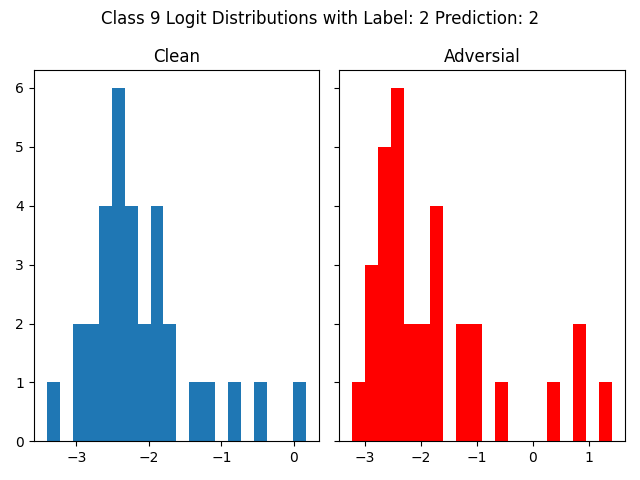 Class 9 Logit Distributions with Label: 2 Prediction: 2
Clean
Adversial
6
5
4
3
2
1
0
−3 −2 −1 0
−3 −2 −1 0 1